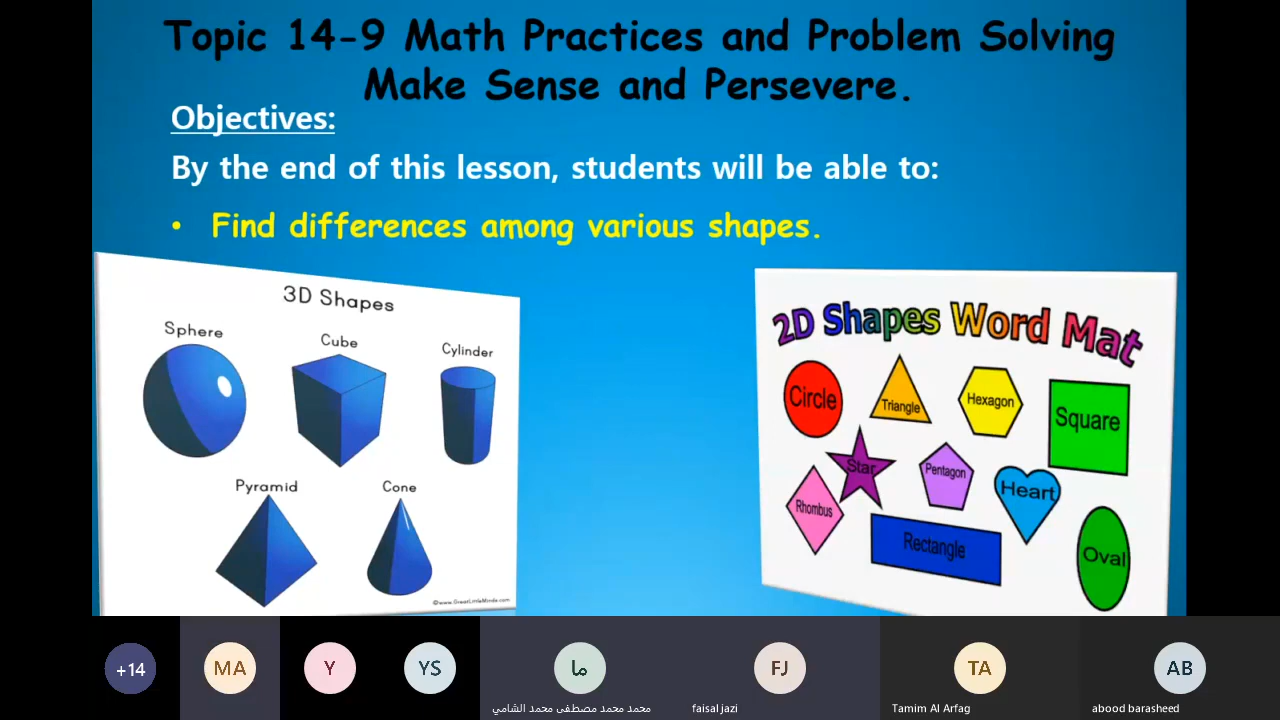 Topic 14-9 Math Practices and Problem Solving
Make Sense and Persevere.
Objectives:
By the end of this lesson, students will be able to:
• Find differences among various shapes.
3D Shapes
Sphere
Cube
Cylinder
Pyramid
Cone
©www.GreatLittleMinds.com
2D Shapes Word Mat
Circle
Triangle
Hexagon
Square
Star
Pentagon
Heart
Rhombus
Rectangle
Oval
+14
MA
Y
YS
ما
FJ
TA
AB
محمد محمد مصطفى محمد الشامي
faisal jazi
Tamim Al Arfag
abood barasheed